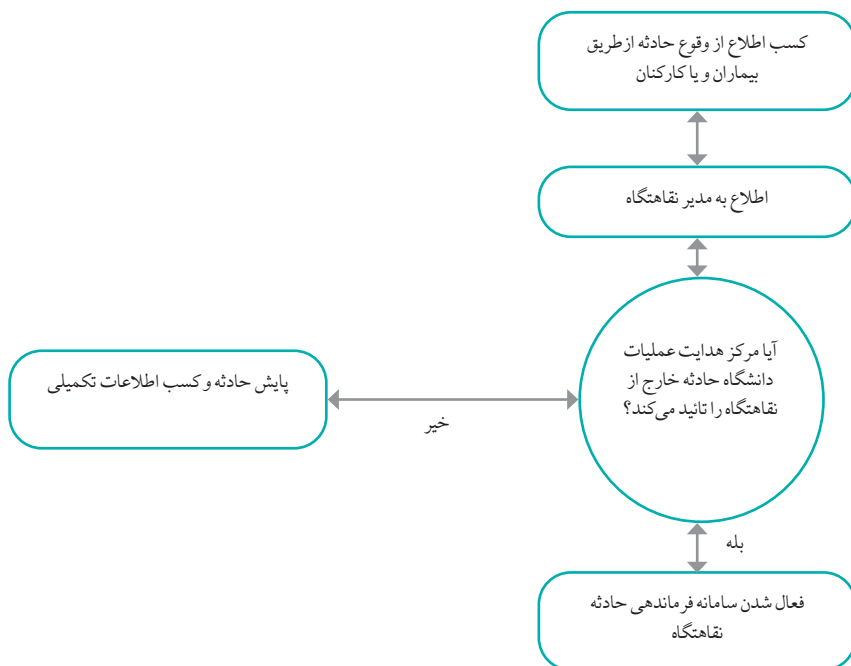 کسب اطلاع از وقوع حادثه ازطریق
بیماران و یا کارکنان
اطلاع به مدیر نقاهتگاه
آیا مرکز هدایت عملیات
دانشگاه حادثه خارج از
نقاهتگاه را تائید می‌کند؟
خیر
پایش حادثه و کسب اطلاعات تکمیلی
بله
فعال شدن سامانه فرماندهی حادثه
نقاهتگاه